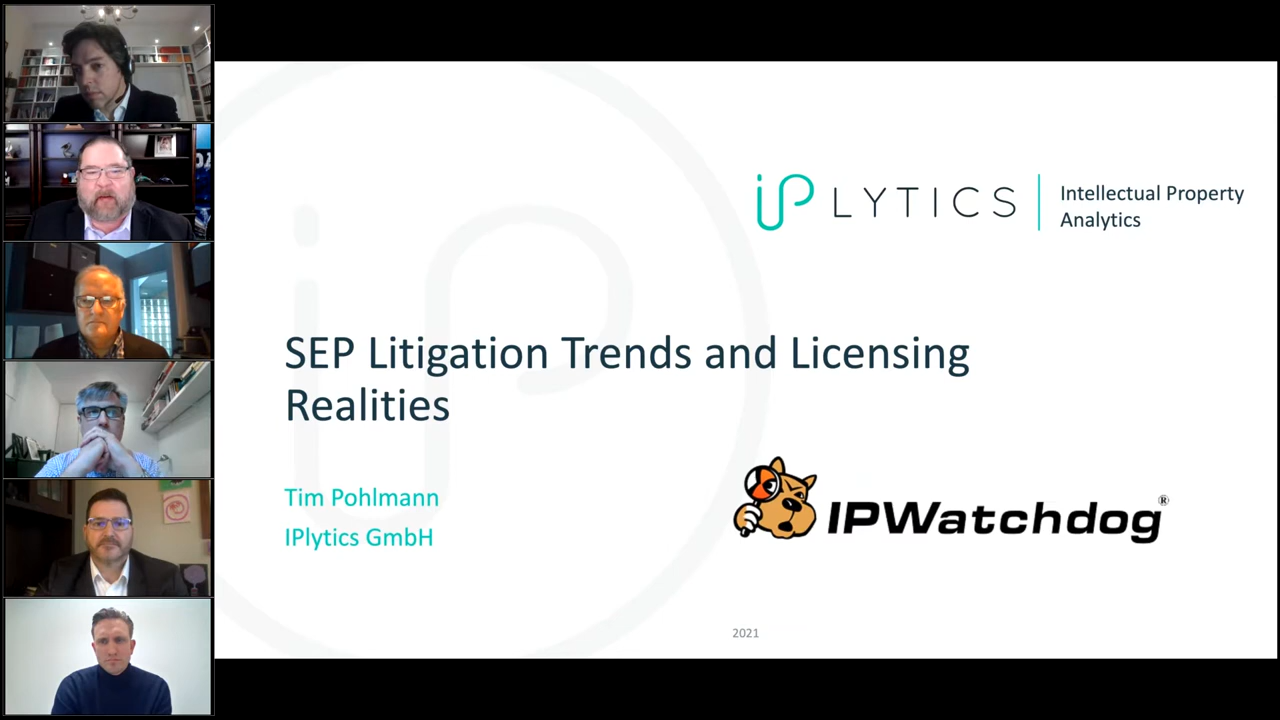 iP LYTICS
Intellectual Property
Analytics
SEP Litigation Trends and Licensing
Realities
Tim Pohlmann
IPlytics GmbH
IPWatchdog®
2021